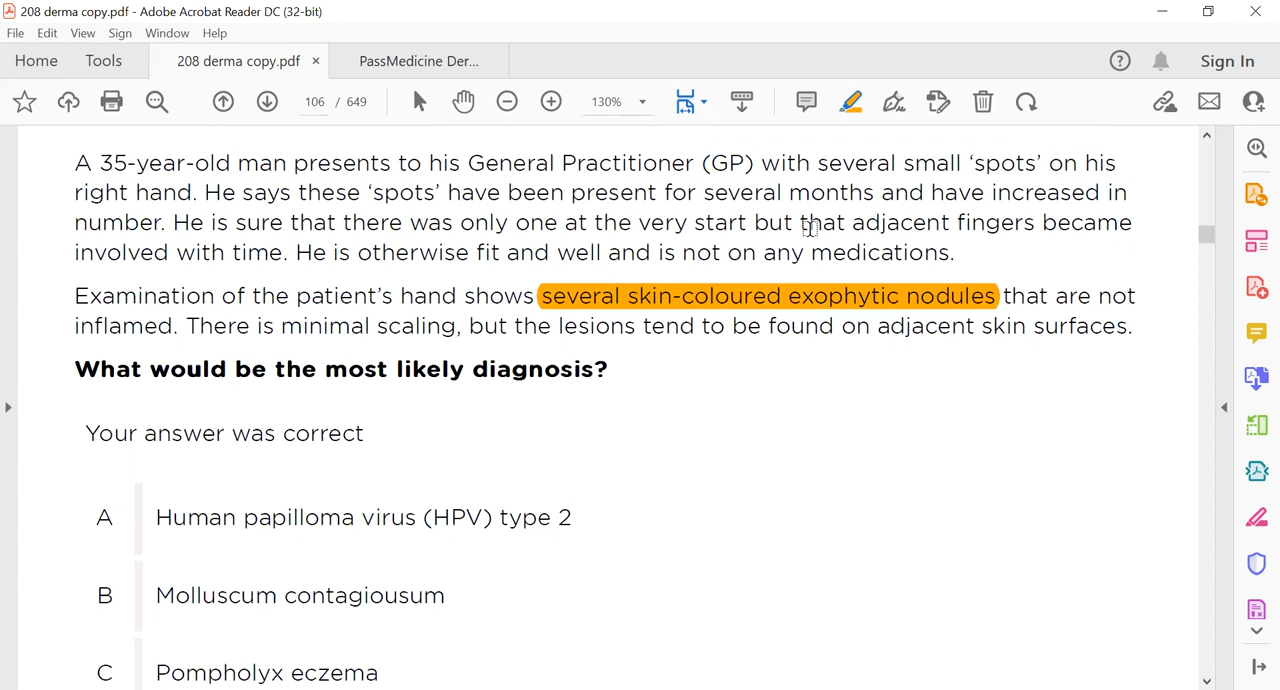 208 derma copy.pdf - Adobe Acrobat Reader DC (32-bit)
File Edit View Sign Window Help
Home Tools 208 derma copy.pdf × PassMedicine Der... Sign In
106 / 649 130%
A 35-year-old man presents to his General Practitioner (GP) with several small ‘spots’ on his
right hand. He says these ‘spots’ have been present for several months and have increased in
number. He is sure that there was only one at the very start but that adjacent fingers became
involved with time. He is otherwise fit and well and is not on any medications.
Examination of the patient’s hand shows several skin-coloured exophytic nodules that are not
inflamed. There is minimal scaling, but the lesions tend to be found on adjacent skin surfaces.
What would be the most likely diagnosis?
Your answer was correct
A Human papilloma virus (HPV) type 2
B Molluscum contagiousum
C Pompholyx eczema